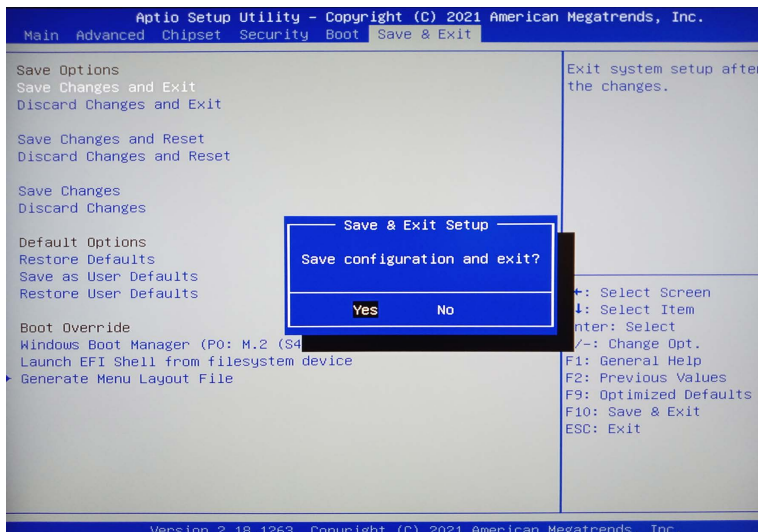 Aptio Setup Utility – Copyright (C) 2021 American Megatrends, Inc.
Main Advanced Chipset Security Boot Save & Exit
Save Options
Save Changes and Exit
Discard Changes and Exit
Save Changes and Reset
Discard Changes and Reset
Save Changes
Discard Changes
Default Options
Restore Defaults
Save as User Defaults
Restore User Defaults
Boot Override
Windows Boot Manager (P0: M.2 (S4
Launch EFI Shell from filesystem device
Generate Menu Layout File
Save & Exit Setup
Save configuration and exit?
Yes No
Exit system setup after
the changes.
: Select Screen
: Select Item
nter: Select
/-: Change Opt.
F1: General Help
F2: Previous Values
F9: Optimized Defaults
F10: Save & Exit
ESC: Exit
Version 2.18.1263. Copyright (C) 2021 American Megatrends, Inc.